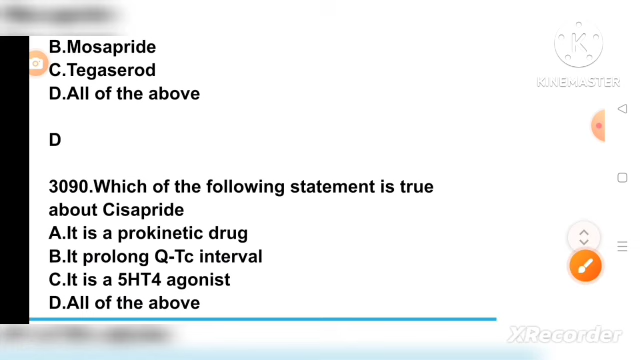 B.Mosapride
C.Tegaserod
D.All of the above
D
3090.Which of the following statement is true
about Cisapride
A.It is a prokinetic drug
B.It prolong Q-Tc interval
C.It is a 5HT4 agonist
D.All of the above
K
KINEMASTER
XRecorder